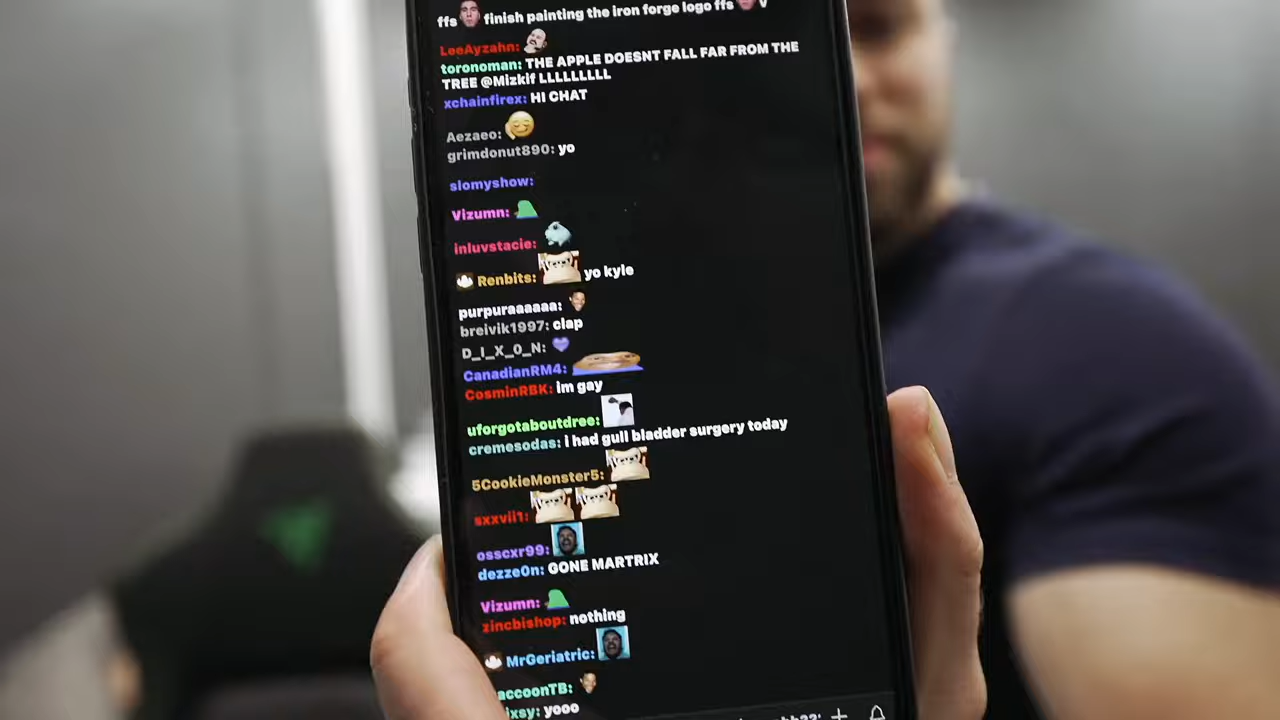 ffs finish painting the iron forge logo ffs
LeeAyzahn:
toronoman: THE APPLE DOESNT FALL FAR FROM THE
TREE @Mizkif LLLLLLLLL
xchainfirex: HI CHAT
Aezaeo:
grimdonut890: yo
slomyshow:
Vizumn:
inluvstacie:
Renbits: yo kyle
purpuraaaaaa:
breivik1997: clap
D_I_X_0_N:
CanadianRM4:
CosminRBK: im gay
uforgotaboutdree:
cremesodas: i had gull bladder surgery today
5CookieMonster5:
sxxvii1:
osscxr99:
dezze0n: GONE MARTRIX
Vizumn:
zincbishop: nothing
MrGeriatric:
accoonTB:
ixsy: yooo